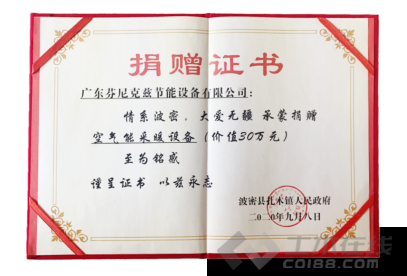 捐赠证书
广东芬尼克兹节能设备有限公司：
情系波密，大爱无疆 承蒙捐赠
空气能采暖设备（价值30万元）
至为铭感
谨呈证书 以兹永志
波密县扎木镇人民政府
二〇二〇年九月八日
工业在线
co188.com